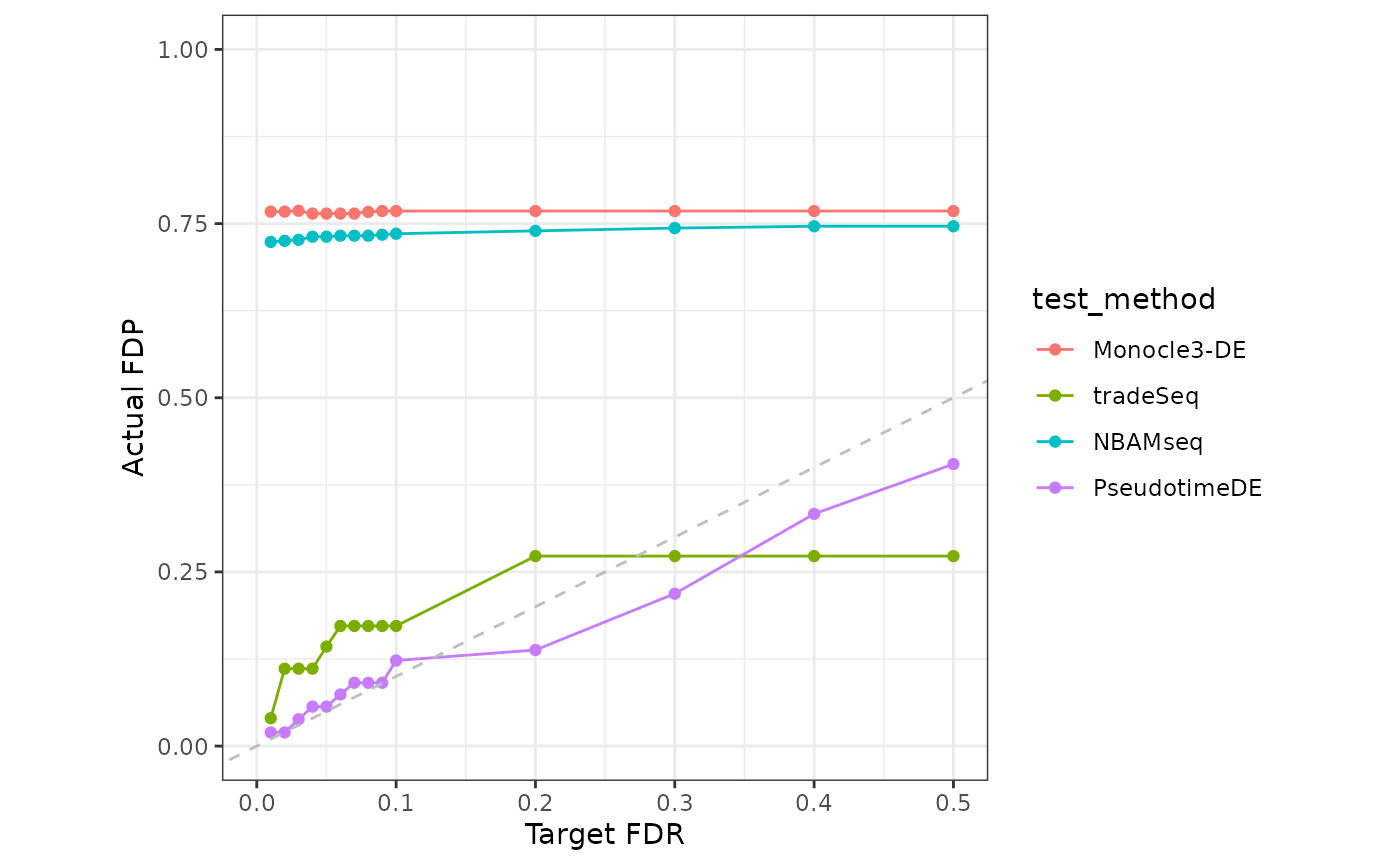 1.00
0.75
0.50
0.25
0.00
Actual FDP
0.0 0.1 0.2 0.3 0.4 0.5
Target FDR
test_method
Monocle3-DE
tradeSeq
NBAMseq
PseudotimeDE